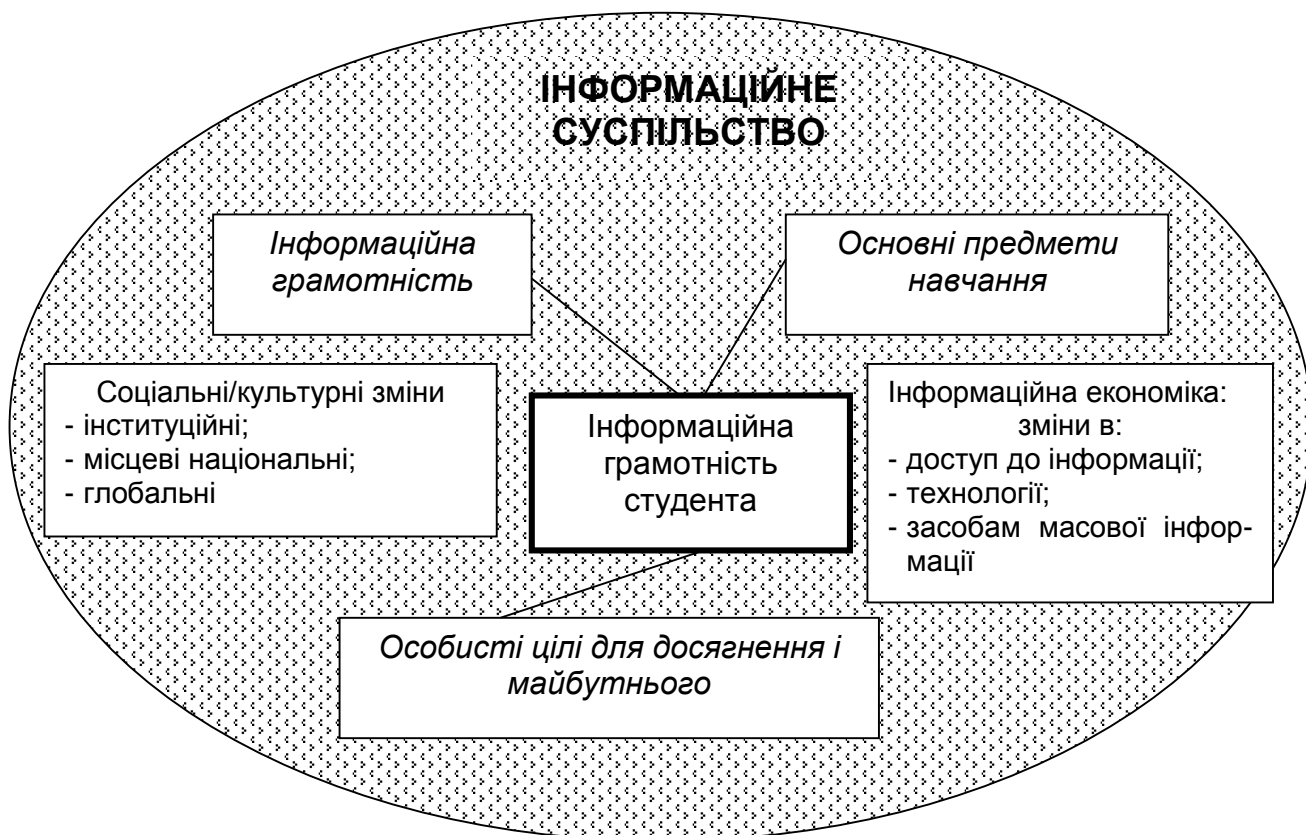 ІНФОРМАЦІЙНЕ
СУСПІЛЬСТВО
Інформаційна
грамотність
Основні предмети
навчання
Соціальні/культурні зміни
- інституційні;
- місцеві національні;
- глобальні
Інформаційна
грамотність
студента
Інформаційна економіка:
зміни в:
- доступ до інформації;
- технології;
- засобам масової інфор-
мації
Особисті цілі для досягнення і
майбутнього